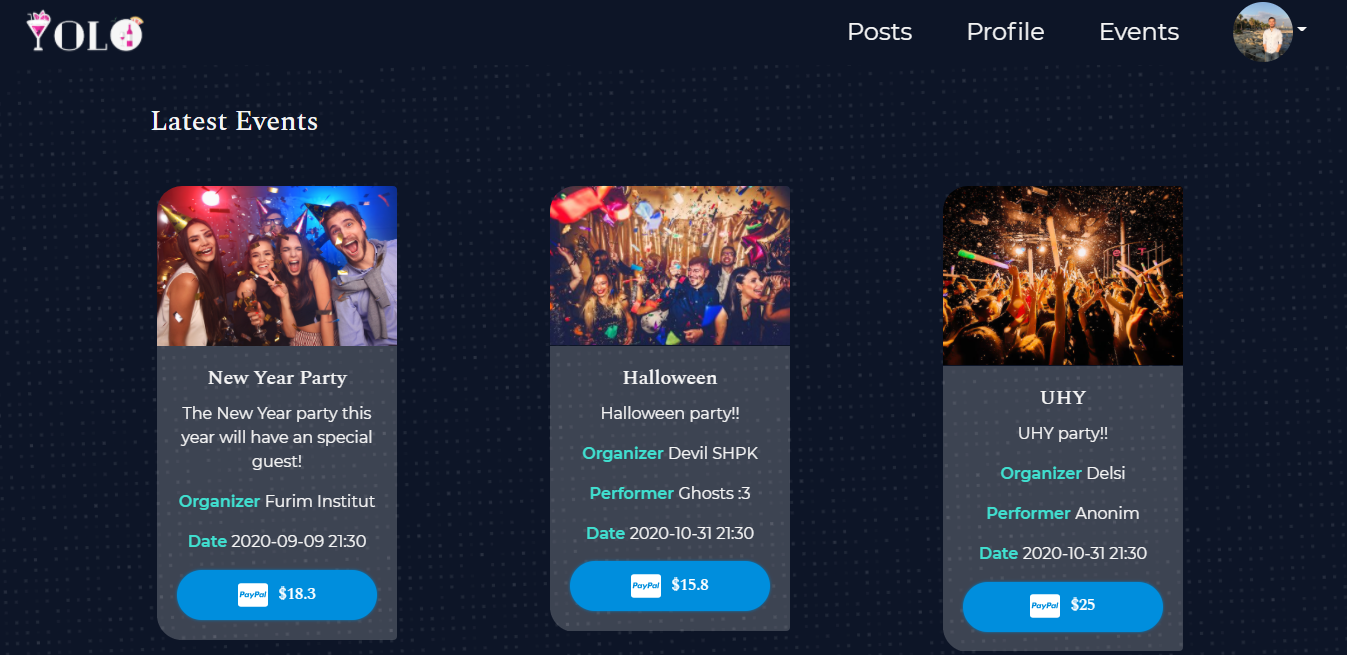 YOLO
Posts
Profile
Events
Latest Events
New Year Party
The New Year party this
year will have an special
guest!
Organizer Furim Institut
Date 2020-09-09 21:30
PayPal $18.3
Halloween
Halloween party!!
Organizer Devil SHPK
Performer Ghosts :3
Date 2020-10-31 21:30
PayPal $15.8
UHY
UHY party!!
Organizer Delsi
Performer Anonim
Date 2020-10-31 21:30
PayPal $25